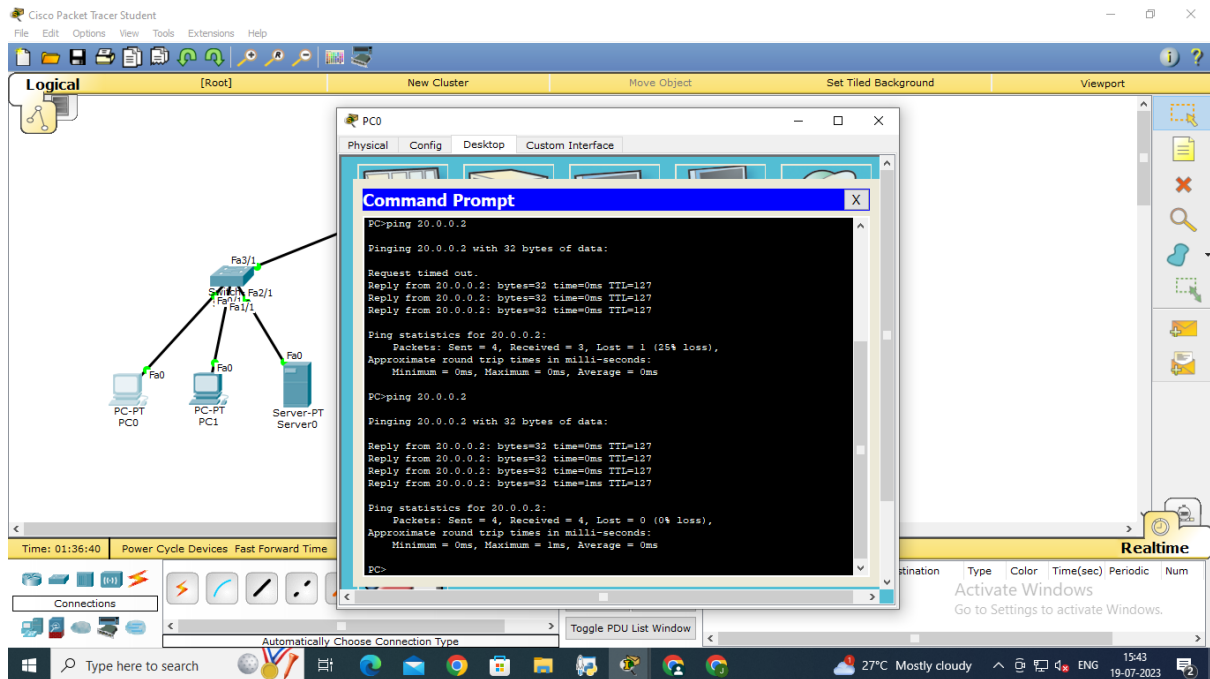 Cisco Packet Tracer Student
File Edit Options View Tools Extensions Help
Logical [Root] New Cluster Move Object Set Tiled Background Viewport
PC0
Physical Config Desktop Custom Interface
Command Prompt X
PC>ping 20.0.0.2
Pinging 20.0.0.2 with 32 bytes of data:
Request timed out.
Reply from 20.0.0.2: bytes=32 time=0ms TTL=127
Reply from 20.0.0.2: bytes=32 time=0ms TTL=127
Reply from 20.0.0.2: bytes=32 time=0ms TTL=127
Ping statistics for 20.0.0.2:
Packets: Sent = 4, Received = 3, Lost = 1 (25% loss),
Approximate round trip times in milli-seconds:
Minimum = 0ms, Maximum = 0ms, Average = 0ms
PC>ping 20.0.0.2
Pinging 20.0.0.2 with 32 bytes of data:
Reply from 20.0.0.2: bytes=32 time=0ms TTL=127
Reply from 20.0.0.2: bytes=32 time=0ms TTL=127
Reply from 20.0.0.2: bytes=32 time=0ms TTL=127
Reply from 20.0.0.2: bytes=32 time=1ms TTL=127
Ping statistics for 20.0.0.2:
Packets: Sent = 4, Received = 4, Lost = 0 (0% loss),
Approximate round trip times in milli-seconds:
Minimum = 0ms, Maximum = 1ms, Average = 0ms
PC>
Fa3/1
Fa2/1
Fa0/1
Fa1/1
Fa0
Fa0
Fa0
PC-PT
PC0
PC-PT
PC1
Server-PT
Server0
Time: 01:36:40 Power Cycle Devices Fast Forward Time
Realtime
Connections
Automatically Choose Connection Type
Toggle PDU List Window
stination Type Color Time(sec) Periodic Num
Activate Windows
Go to Settings to activate Windows.
Type here to search
27°C Mostly cloudy
ENG
15:43
19-07-2023
2